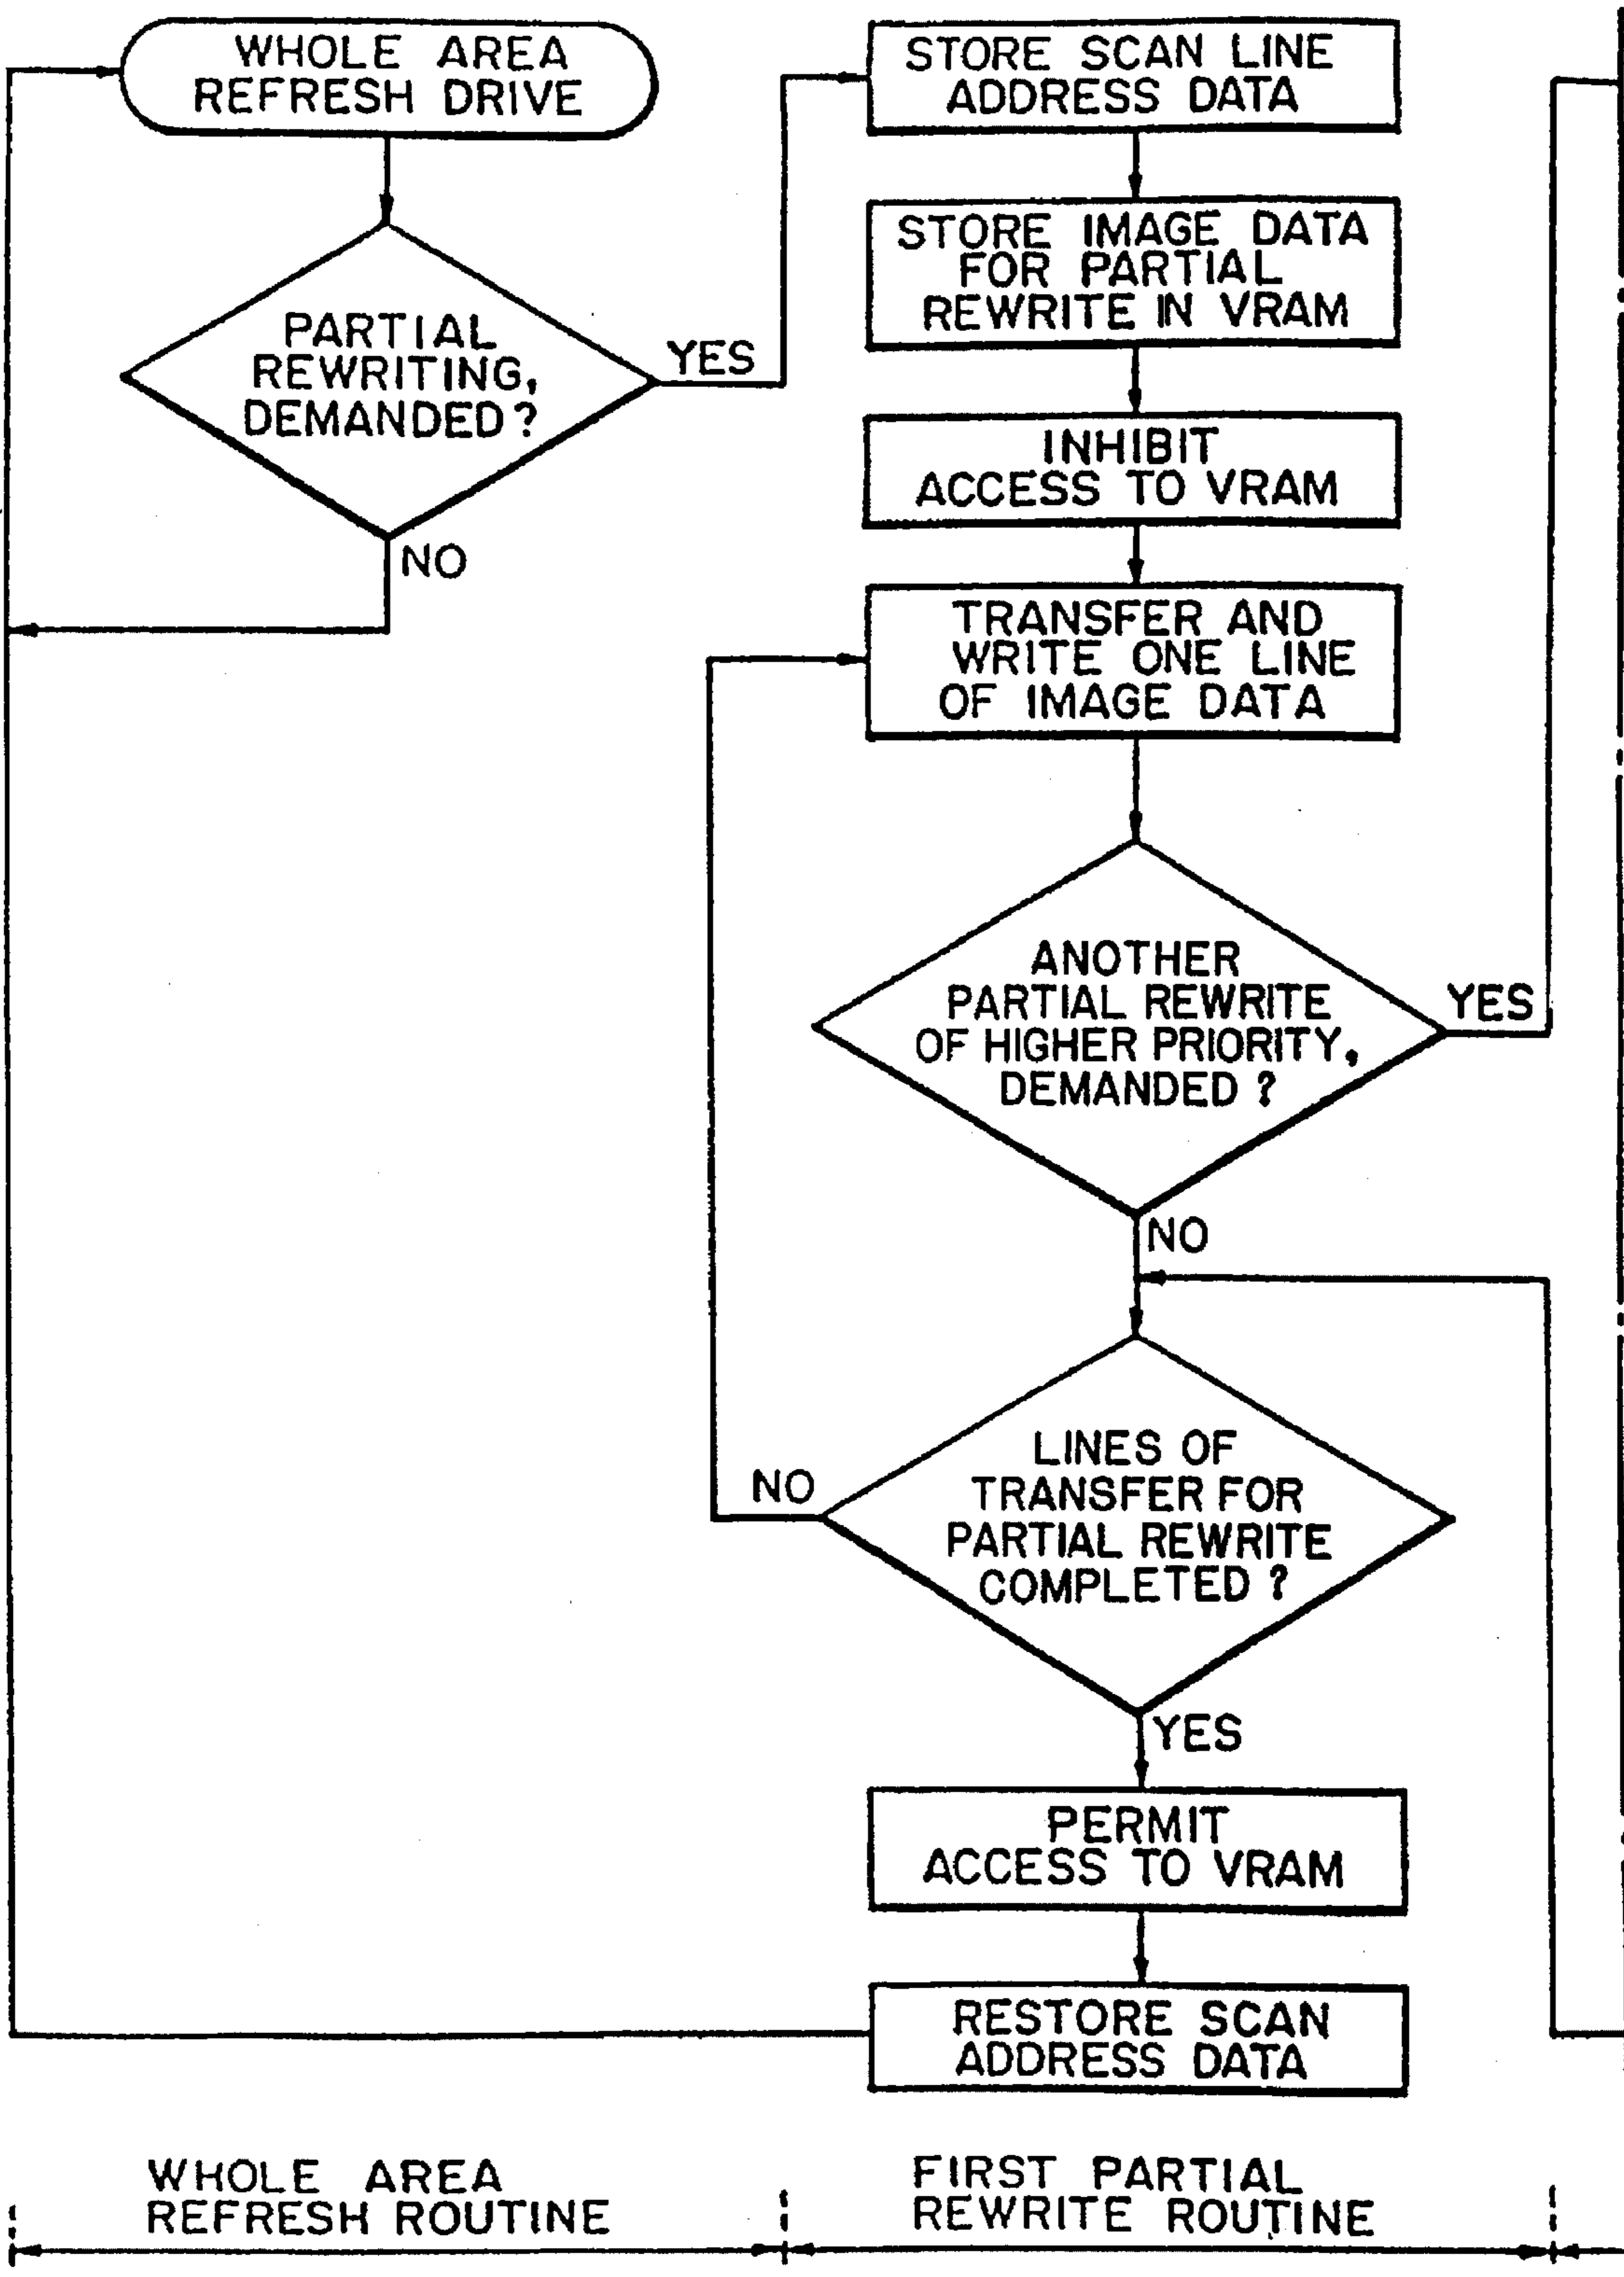 WHOLE AREA
REFRESH DRIVE
PARTIAL
REWRITING,
DEMANDED?
YES
NO
STORE SCAN LINE
ADDRESS DATA
STORE IMAGE DATA
FOR PARTIAL
REWRITE IN VRAM
INHIBIT
ACCESS TO VRAM
TRANSFER AND
WRITE ONE LINE
OF IMAGE DATA
ANOTHER
PARTIAL REWRITE
OF HIGHER PRIORITY,
DEMANDED ?
YES
NO
LINES OF
TRANSFER FOR
PARTIAL REWRITE
COMPLETED ?
NO
YES
PERMIT
ACCESS TO VRAM
RESTORE SCAN
ADDRESS DATA
WHOLE AREA
REFRESH ROUTINE
FIRST PARTIAL
REWRITE ROUTINE